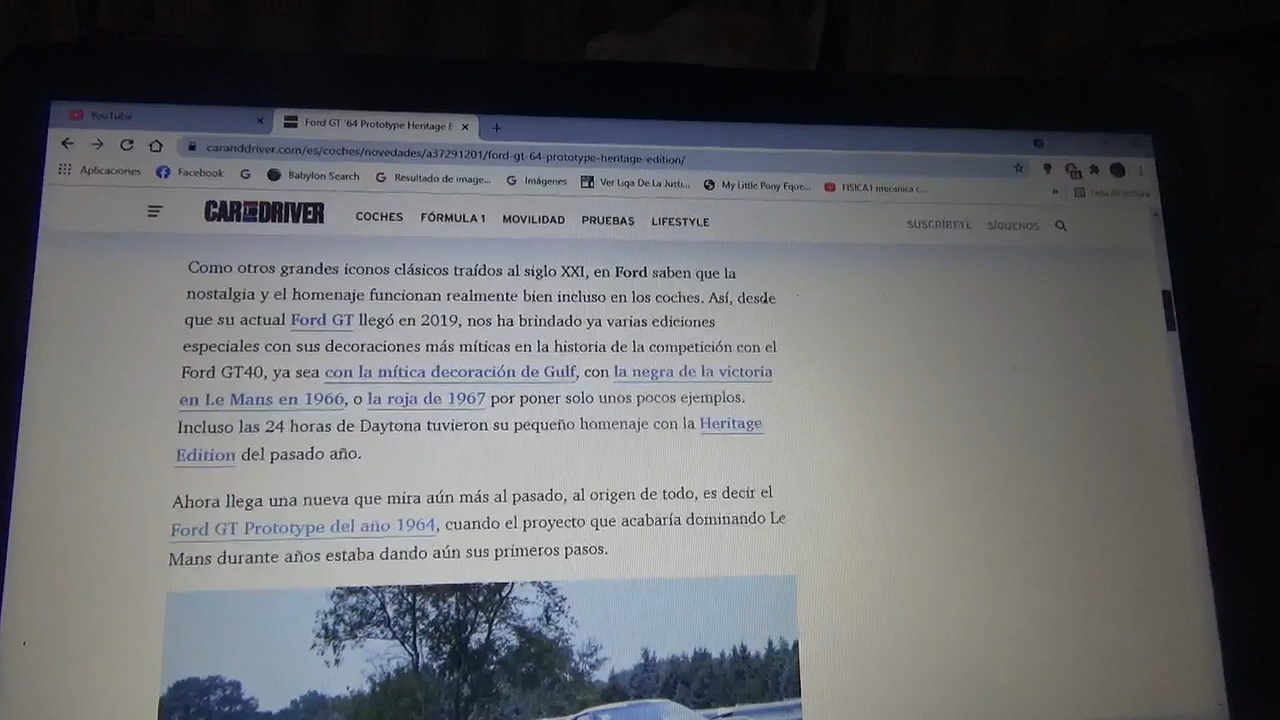 YouTube
Ford GT '64 Prototype Heritage E
caranddriver.com/es/coches/novedades/a37291201/ford-gt-64-prototype-heritage-edition/
Aplicaciones Facebook Babylon Search Resultado de image... Imágenes Ver Liga De La Justi... My Little Pony Eque... FISICA1 mecanica c... Lista de lectura
CAR AND DRIVER COCHES FÓRMULA 1 MOVILIDAD PRUEBAS LIFESTYLE SUSCRÍBETE SÍGUENOS
Como otros grandes iconos clásicos traídos al siglo XXI, en Ford saben que la
nostalgia y el homenaje funcionan realmente bien incluso en los coches. Así, desde
que su actual Ford GT llegó en 2019, nos ha brindado ya varias ediciones
especiales con sus decoraciones más míticas en la historia de la competición con el
Ford GT40, ya sea con la mítica decoración de Gulf, con la negra de la victoria
en Le Mans en 1966, o la roja de 1967 por poner solo unos pocos ejemplos.
Incluso las 24 horas de Daytona tuvieron su pequeño homenaje con la Heritage
Edition del pasado año.
Ahora llega una nueva que mira aún más al pasado, al origen de todo, es decir el
Ford GT Prototype del año 1964, cuando el proyecto que acabaría dominando Le
Mans durante años estaba dando aún sus primeros pasos.